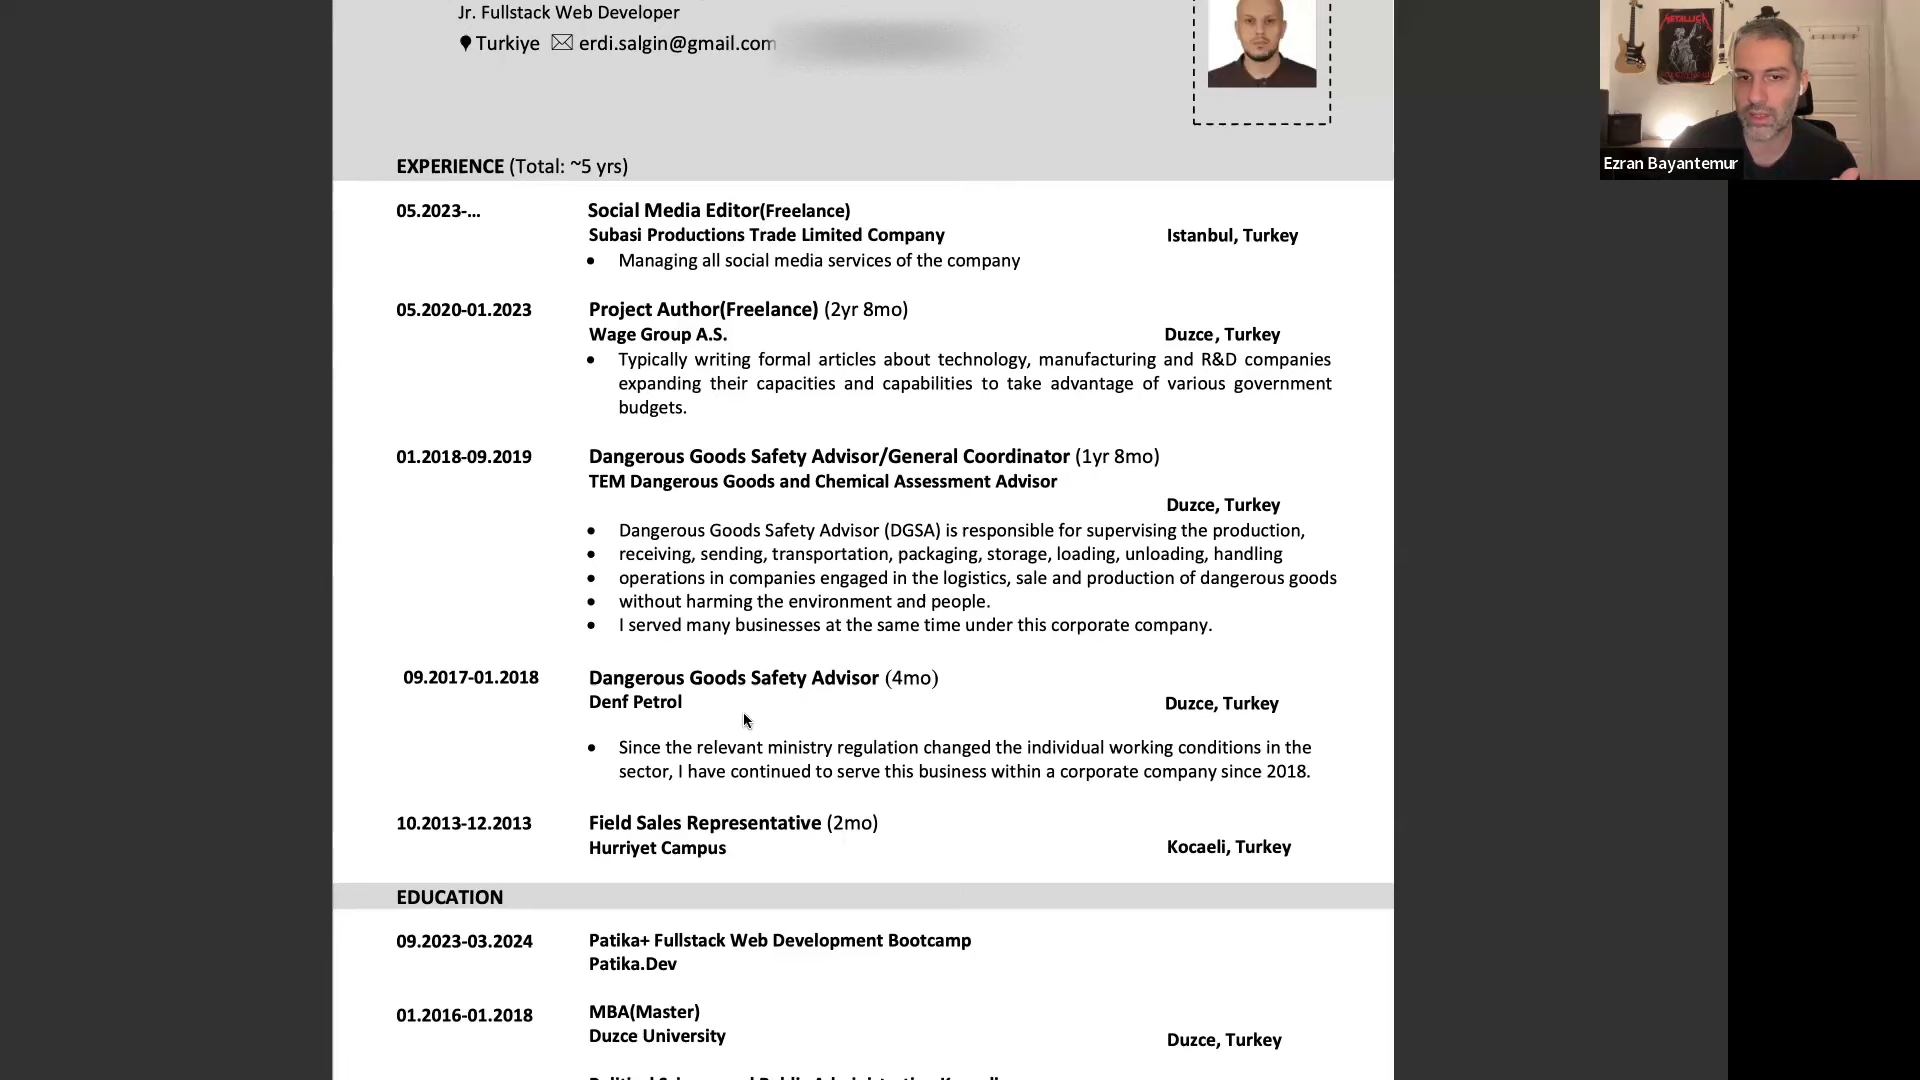 Jr. Fullstack Web Developer
Turkiye erdi.salgin@gmail.com
METALLICA
Ezran Bayantemur
EXPERIENCE (Total: ~5 yrs)
05.2023-... Social Media Editor(Freelance)
Subasi Productions Trade Limited Company Istanbul, Turkey
• Managing all social media services of the company
05.2020-01.2023 Project Author(Freelance) (2yr 8mo)
Wage Group A.S. Duzce, Turkey
• Typically writing formal articles about technology, manufacturing and R&D companies
expanding their capacities and capabilities to take advantage of various government
budgets.
01.2018-09.2019 Dangerous Goods Safety Advisor/General Coordinator (1yr 8mo)
TEM Dangerous Goods and Chemical Assessment Advisor
Duzce, Turkey
• Dangerous Goods Safety Advisor (DGSA) is responsible for supervising the production,
• receiving, sending, transportation, packaging, storage, loading, unloading, handling
• operations in companies engaged in the logistics, sale and production of dangerous goods
• without harming the environment and people.
• I served many businesses at the same time under this corporate company.
09.2017-01.2018 Dangerous Goods Safety Advisor (4mo)
Denf Petrol Duzce, Turkey
• Since the relevant ministry regulation changed the individual working conditions in the
sector, I have continued to serve this business within a corporate company since 2018.
10.2013-12.2013 Field Sales Representative (2mo)
Hurriyet Campus Kocaeli, Turkey
EDUCATION
09.2023-03.2024 Patika+ Fullstack Web Development Bootcamp
Patika.Dev
01.2016-01.2018 MBA(Master)
Duzce University Duzce, Turkey